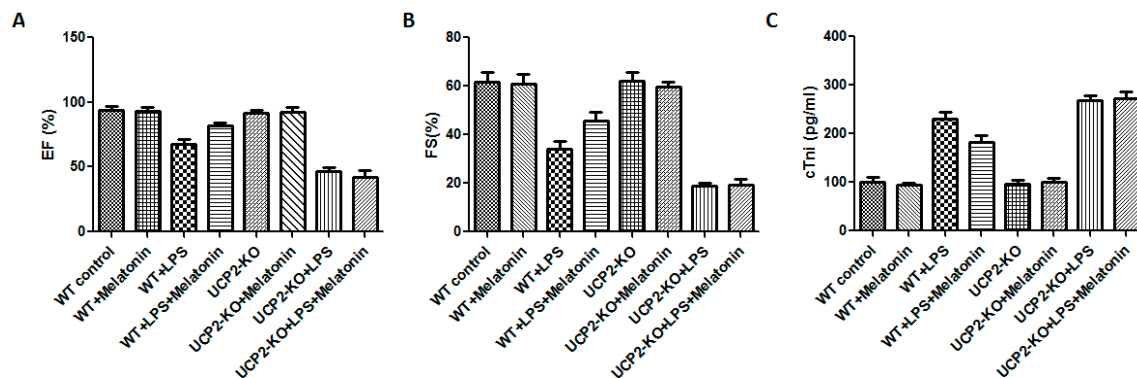 A
EF (%)
150
100
50
0
WT control
WT+Melatonin
WT+LPS
WT+LPS+Melatonin
UCP2-KO
UCP2-KO+Melatonin
UCP2-KO+LPS
UCP2-KO+LPS+Melatonin
B
FS(%)
80
60
40
20
0
WT control
WT+Melatonin
WT+LPS
WT+LPS+Melatonin
UCP2-KO
UCP2-KO+Melatonin
UCP2-KO+LPS
UCP2-KO+LPS+Melatonin
C
cTni (pg/ml)
400
300
200
100
0
WT control
WT+Melatonin
WT+LPS
WT+LPS+Melatonin
UCP2-KO
UCP2-KO+Melatonin
UCP2-KO+LPS
UCP2-KO+LPS+Melatonin